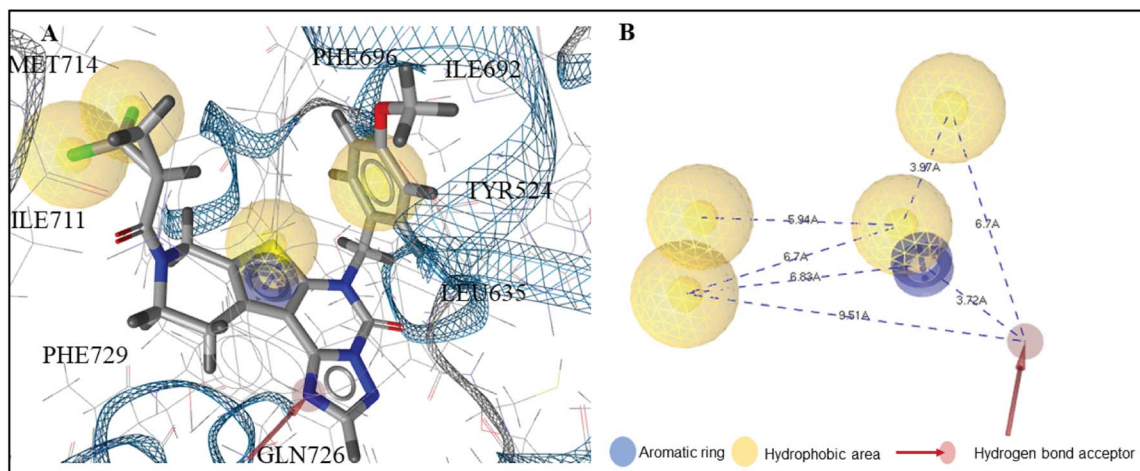 A
MET714
PHE696
ILE692
ILE711
TYR524
LEU635
PHE729
GLN726
B
3.97A
5.94A
6.7A
6.7A
6.83A
3.72A
9.51A
Aromatic ring
Hydrophobic area
Hydrogen bond acceptor